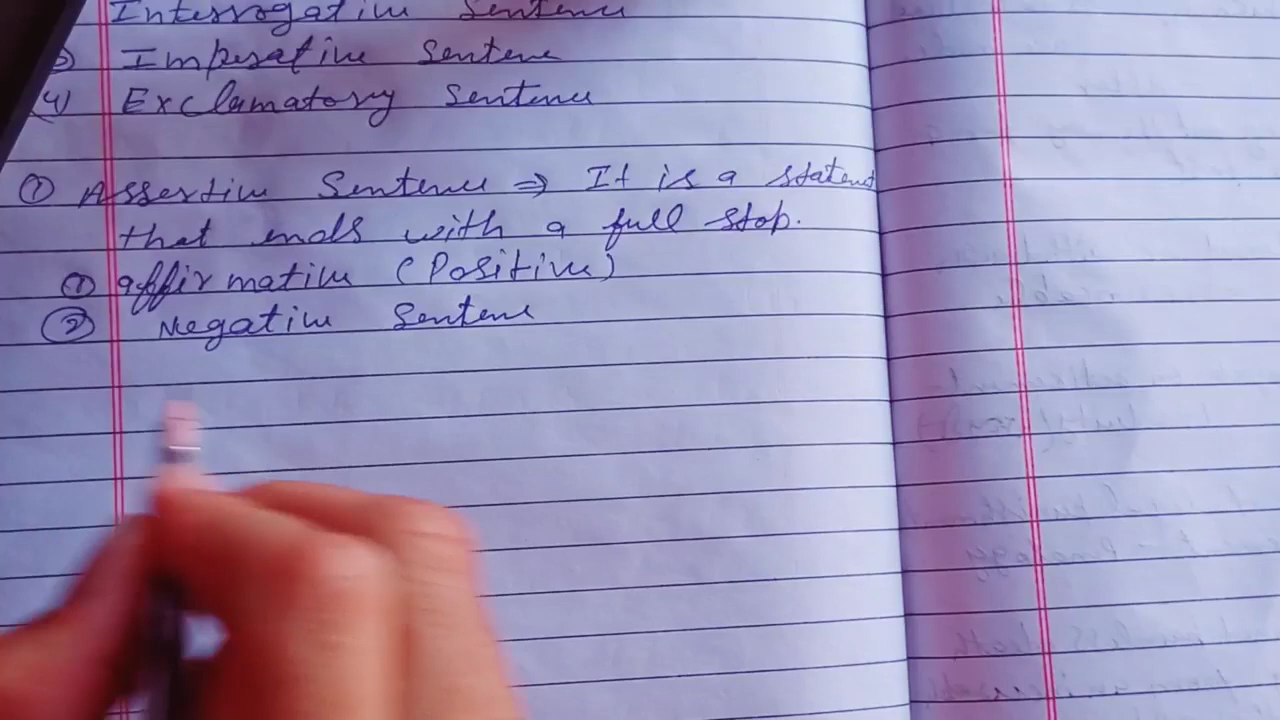 Interrogative Sentence
3) Imperative Sentence
(4) Exclamatory Sentence
① Assertive Sentence ⇒ It is a statement
that ends with a full stop.
① affirmative (Positive)
② Negative Sentence